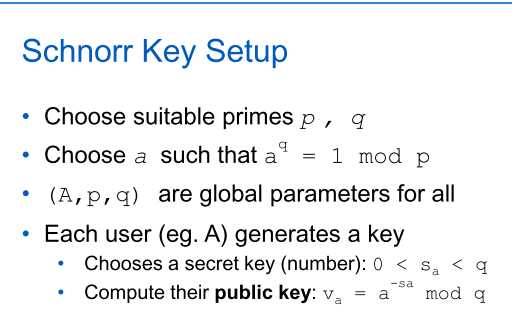 Schnorr Key Setup
• Choose suitable primes p , q
• Choose a such that a^q = 1 mod p
• (A,p,q) are global parameters for all
• Each user (eg. A) generates a key
• Chooses a secret key (number): 0 < s_a < q
• Compute their public key: v_a = a^-sa mod q